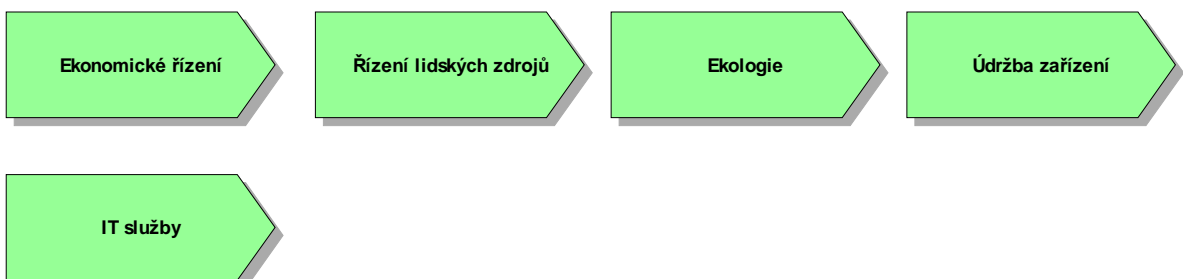 Ekonomické řízení
Řízení lidských zdrojů
Ekologie
Údržba zařízení
IT služby